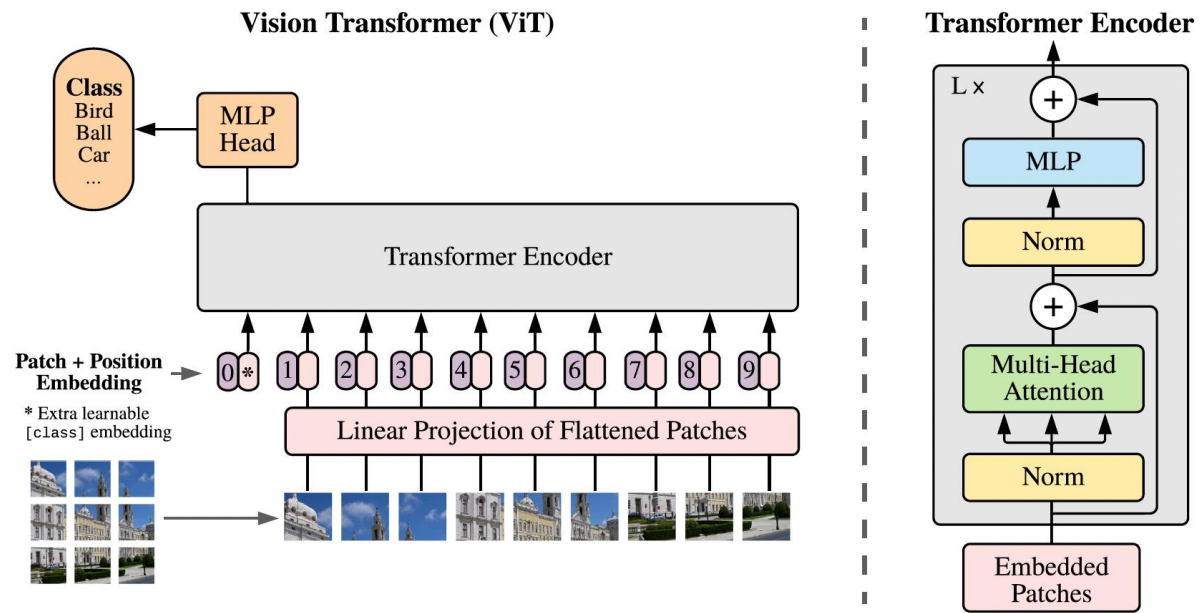 Vision Transformer (ViT)
Class
Bird
Ball
Car
...
MLP
Head
Transformer Encoder
Patch + Position
Embedding
* Extra learnable
[class] embedding
0 *
1
2
3
4
5
6
7
8
9
Linear Projection of Flattened Patches
Transformer Encoder
L ×
+
MLP
Norm
+
Multi-Head
Attention
Norm
Embedded
Patches